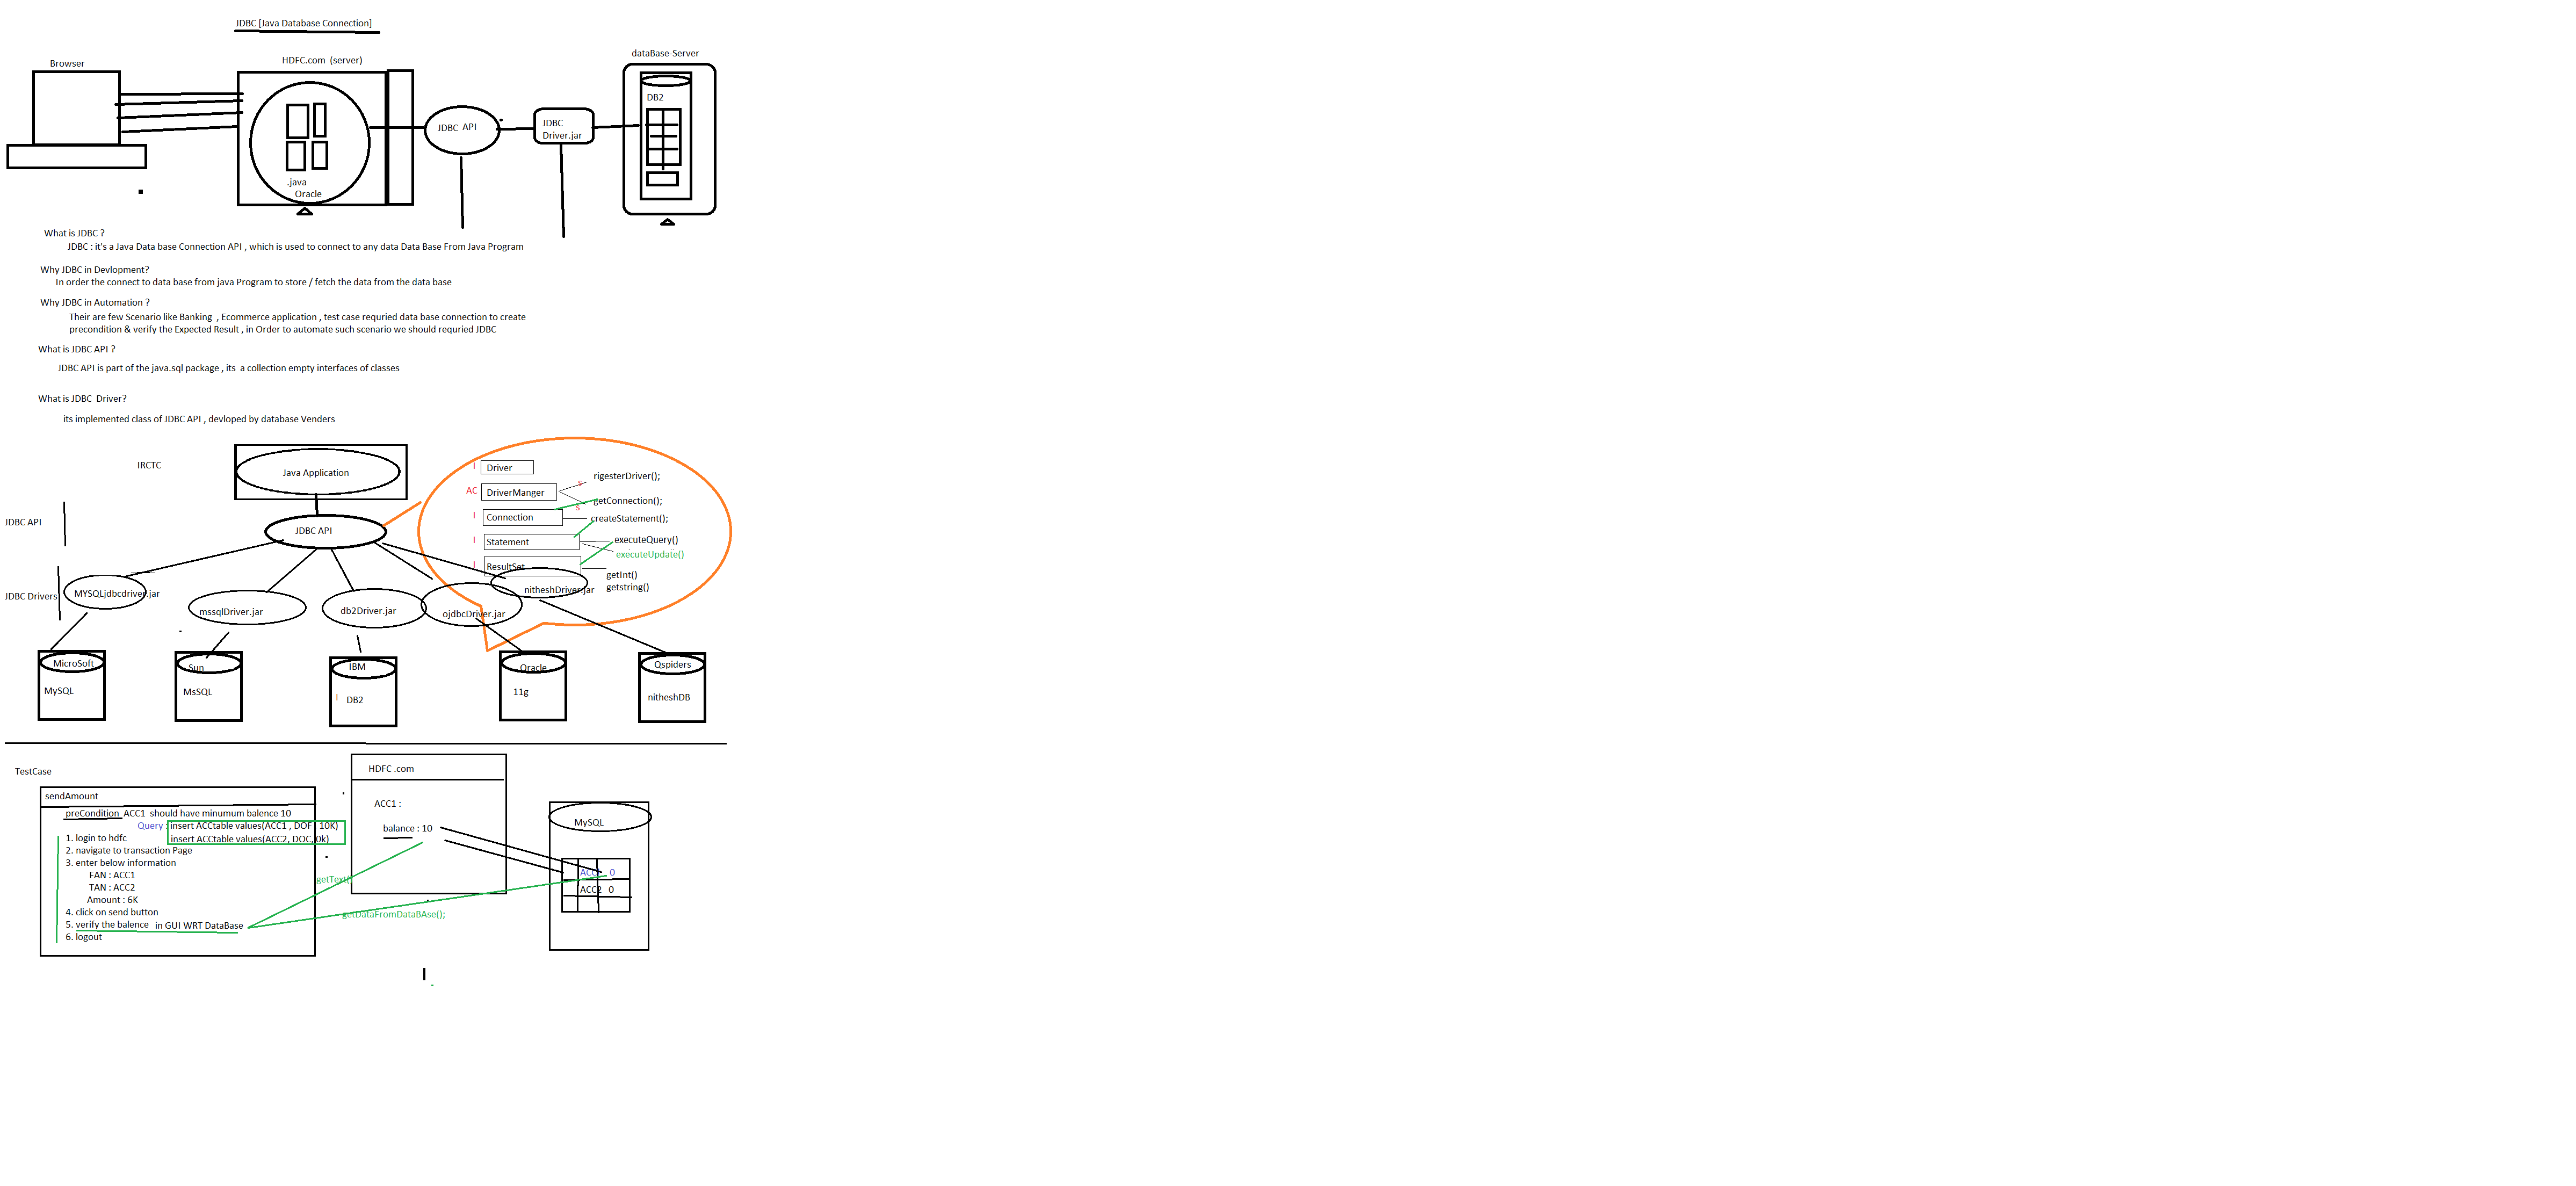 JDBC [Java Database Connection]
Browser
HDFC.com  (server)
dataBase-Server
DB2
JDBC  API
JDBC
Driver.jar
.java
Oracle
What is JDBC ?
JDBC : it's a Java Data base Connection API , which is used to connect to any data Data Base From Java Program
Why JDBC in Devlopment?
In order the connect to data base from java Program to store / fetch the data from the data base
Why JDBC in Automation ?
Their are few Scenario like Banking  , Ecommerce application , test case requried data base connection to create
precondition & verify the Expected Result , in Order to automate such scenario we should requried JDBC
What is JDBC API ?
JDBC API is part of the java.sql package , its  a collection empty interfaces of classes
What is JDBC  Driver?
its implemented class of JDBC API , devloped by database Venders
IRCTC
Java Application
JDBC API
JDBC API
I Driver
AC DriverManger
s rigesterDriver();
s getConnection();
I Connection
createStatement();
I Statement
executeQuery()
executeUpdate()
I ResultSet
getInt()
getstring()
JDBC Drivers
MYSQLjdbcdriver.jar
mssqlDriver.jar
db2Driver.jar
ojdbcDriver.jar
nitheshDriver.jar
MicroSoft
MySQL
Sun
MsSQL
IBM
I DB2
Oracle
11g
Qspiders
nitheshDB
TestCase
sendAmount
preCondition  ACC1  should have minumum balence 10
Query : insert ACCtable values(ACC1 , DOF , 10K)
insert ACCtable values(ACC2, DOC, 0k)
1. login to hdfc
2. navigate to transaction Page
3. enter below information
FAN : ACC1
TAN : ACC2
Amount : 6K
4. click on send button
5. verify the balence  in GUI WRT DataBase
6. logout
HDFC .com
ACC1 :
balance : 10
getText(
getDataFromDataBAse();
MySQL
ACC1 0
ACC2 0